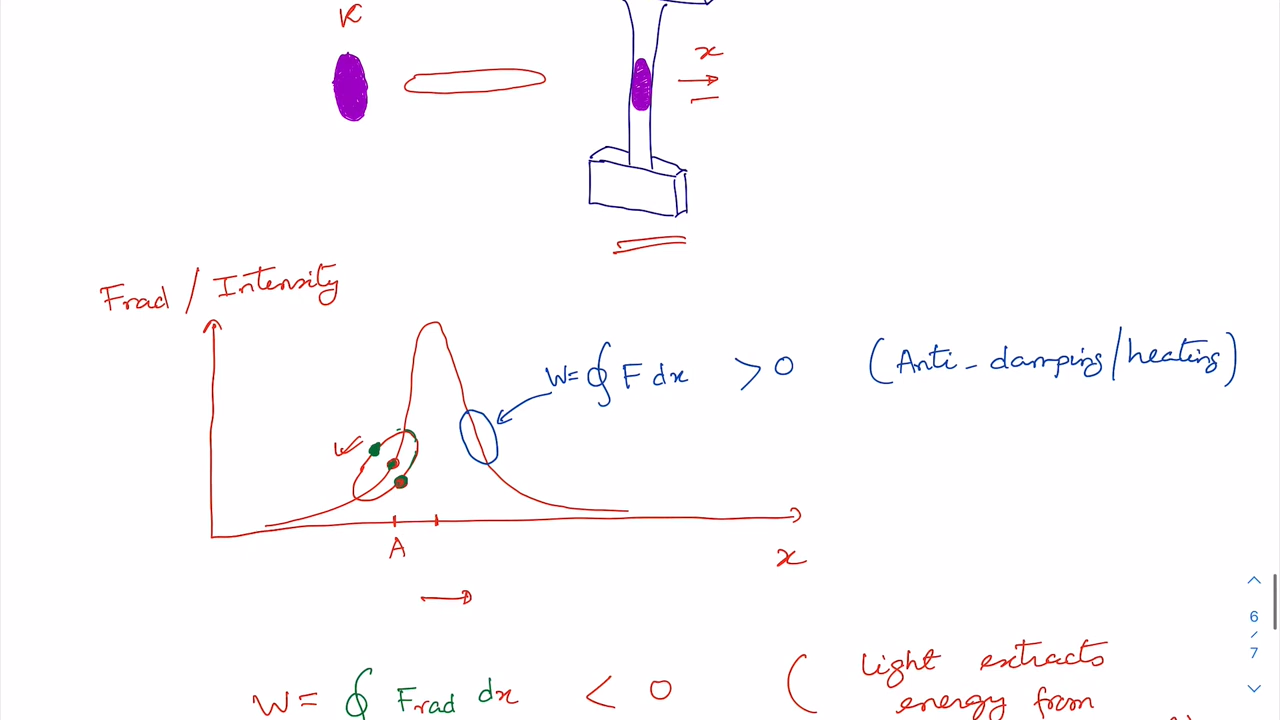 K
x
Frad / Intensity
W= ∮ F dx > 0 (Anti - damping/heating)
A
x
6
/
7
W= ∮ Frad dx < 0 ( light extracts
energy from